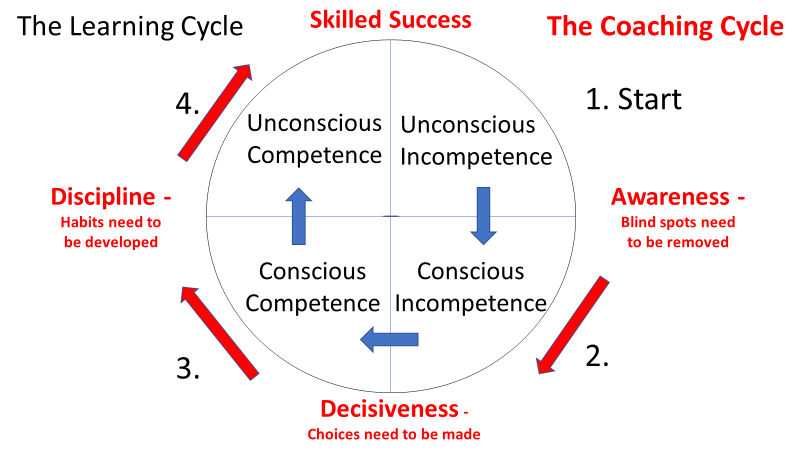 The Learning Cycle
Skilled Success
The Coaching Cycle
4.
1. Start
Unconscious
Competence
Unconscious
Incompetence
Discipline -
Habits need to
be developed
Awareness -
Blind spots need
to be removed
Conscious
Competence
Conscious
Incompetence
3.
2.
Decisiveness -
Choices need to be made